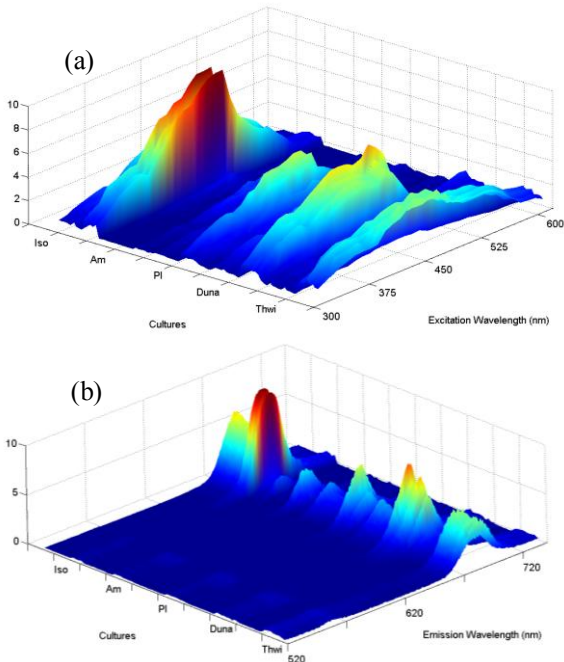 (a)
10
8
6
4
2
0
Iso
Am
Pl
Duna
Thwi
Cultures
300
375
450
525
600
Excitation Wavelength (nm)
(b)
10
5
0
Iso
Am
Pl
Duna
Thwi
Cultures
520
620
720
Emission Wavelength (nm)